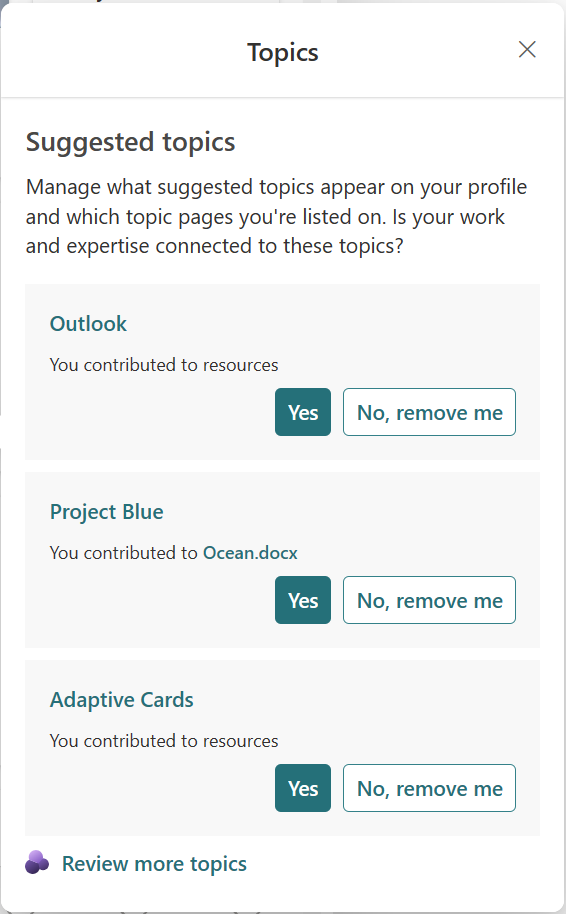 Topics
Suggested topics
Manage what suggested topics appear on your profile
and which topic pages you're listed on. Is your work
and expertise connected to these topics?
Outlook
You contributed to resources
Yes
No, remove me
Project Blue
You contributed to Ocean.docx
Yes
No, remove me
Adaptive Cards
You contributed to resources
Yes
No, remove me
Review more topics